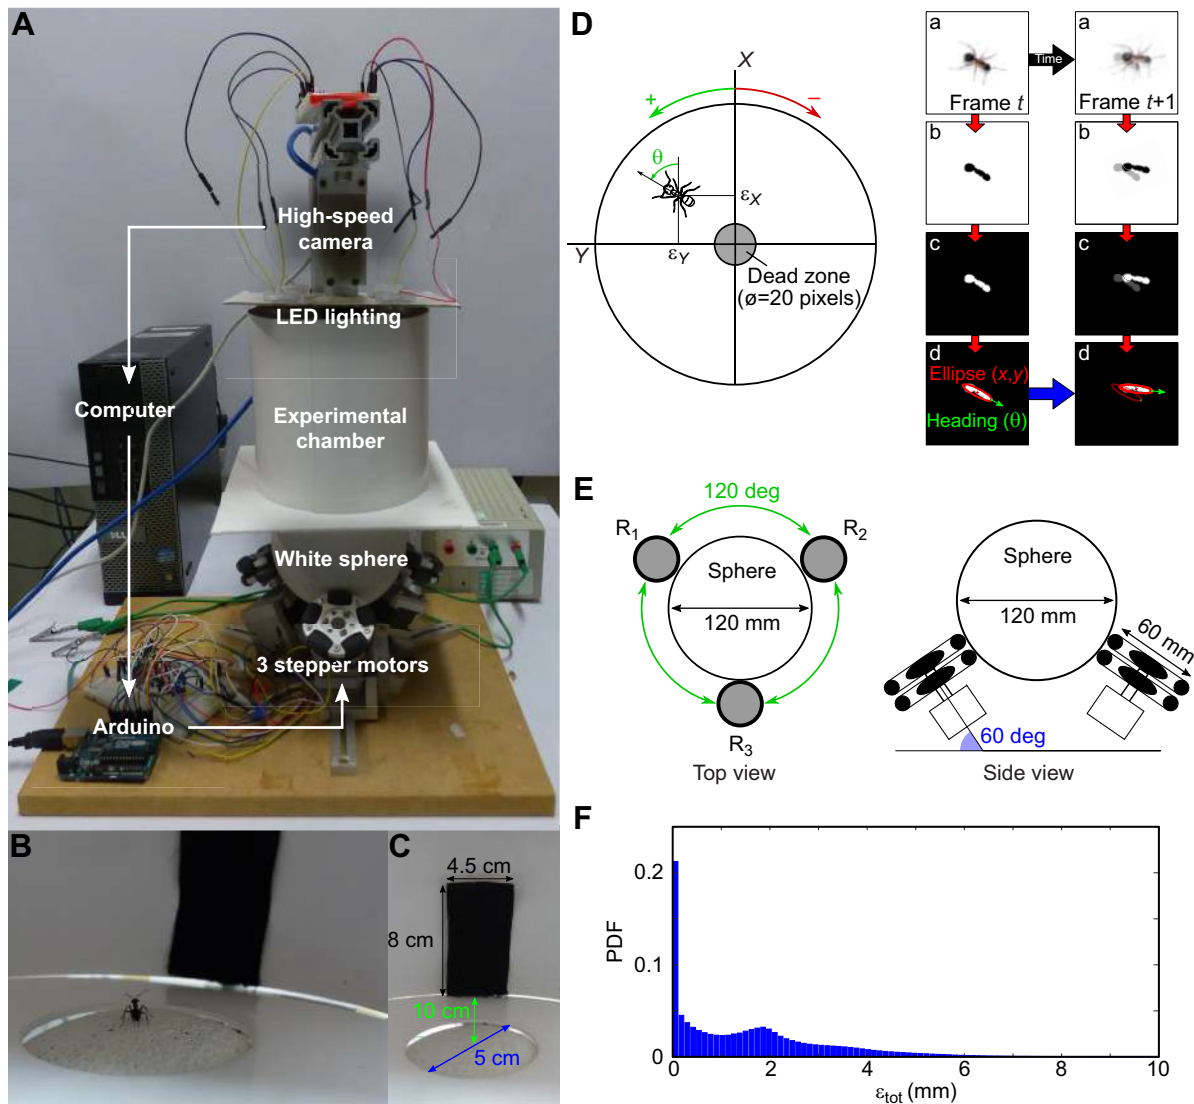 A
High-speed
camera
LED lighting
Computer
Experimental
chamber
White sphere
3 stepper motors
Arduino
B
C
4.5 cm
8 cm
10 cm
5 cm
D
X
+
−
θ
εX
Y
εY
Dead zone
(ø=20 pixels)
a
Frame t
Time
a
Frame t+1
b
b
c
c
d
Ellipse (x,y)
Heading (θ)
d
E
120 deg
R1
R2
Sphere
120 mm
R3
Top view
Sphere
120 mm
60 mm
60 deg
Side view
F
PDF
0.2
0.1
0
0
2
4
6
8
10
εtot (mm)